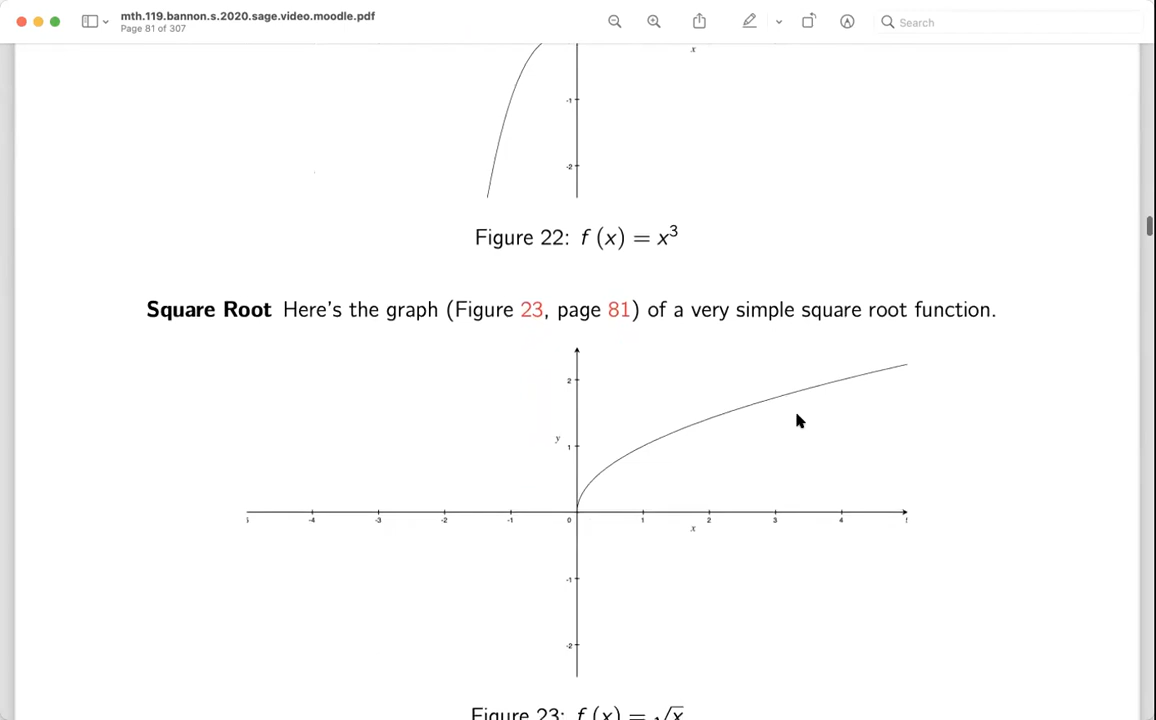 mth.119.bannon.s.2020.sage.video.moodle.pdf
Page 81 of 307
Search
x
-1
-2
Figure 22: f (x) = x³
Square Root Here's the graph (Figure 23, page 81) of a very simple square root function.
2
y
1
-4 -3 -2 -1 0 1 2 3 4
x
-1
-2
Figure 23: f (x) = √x